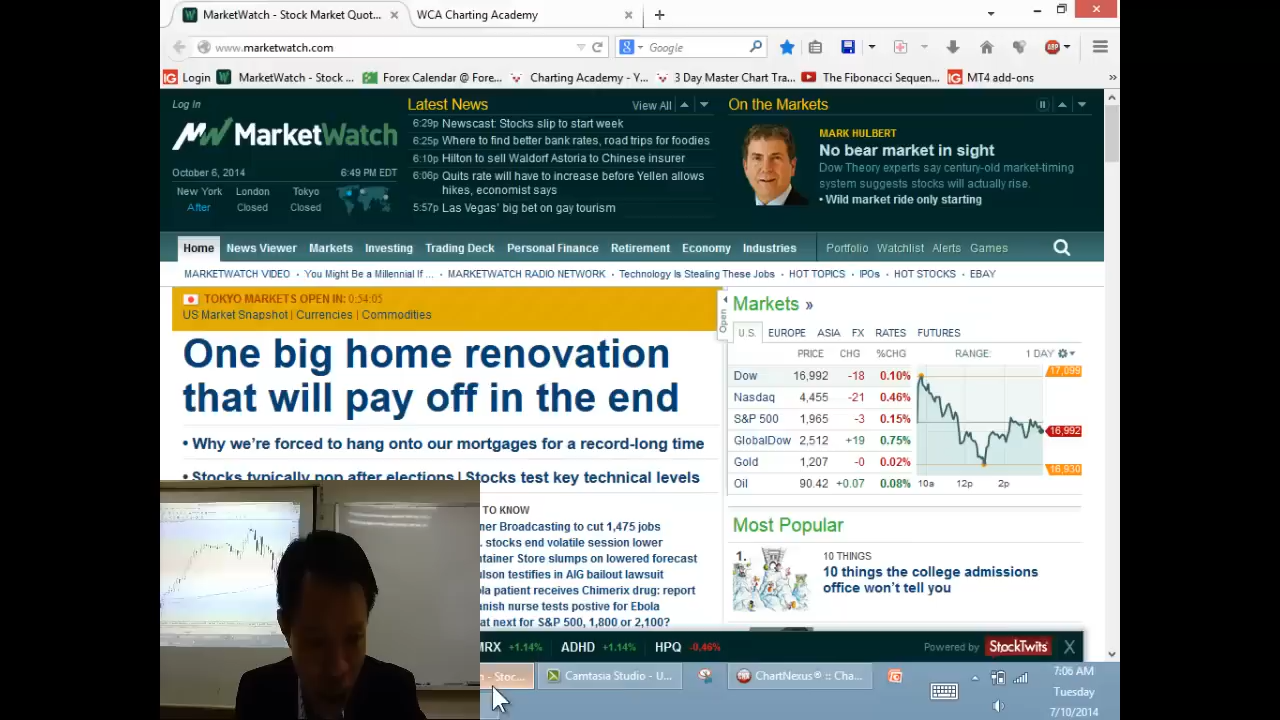 MarketWatch - Stock Market Quot...
WCA Charting Academy
www.marketwatch.com
Google
Login
MarketWatch - Stock ...
Forex Calendar @ Fore...
Charting Academy - Y...
3 Day Master Chart Tra...
The Fibonacci Sequen...
MT4 add-ons
Log In
MarketWatch
October 6, 2014
6:49 PM EDT
New York
London
Tokyo
After
Closed
Closed
Latest News
View All
6:29p Newscast: Stocks slip to start week
6:25p Where to find better bank rates, road trips for foodies
6:10p Hilton to sell Waldorf Astoria to Chinese insurer
6:06p Quits rate will have to increase before Yellen allows
hikes, economist says
5:57p Las Vegas' big bet on gay tourism
On the Markets
MARK HULBERT
No bear market in sight
Dow Theory experts say century-old market-timing
system suggests stocks will actually rise.
• Wild market ride only starting
Home News Viewer Markets Investing Trading Deck Personal Finance Retirement Economy Industries
Portfolio Watchlist Alerts Games
MARKETWATCH VIDEO • You Might be a Millennial If ... • MARKETWATCH RADIO NETWORK • Technology Is Stealing These Jobs • HOT TOPICS • IPOs • HOT STOCKS • EBAY
TOKYO MARKETS OPEN IN: 0:54:05
US Market Snapshot | Currencies | Commodities
One big home renovation
that will pay off in the end
• Why we're forced to hang onto our mortgages for a record-long time
• Stocks typically pop after elections | Stocks test key technical levels
TO KNOW
ner Broadcasting to cut 1,475 jobs
. stocks end volatile session lower
ntainer Store slumps on lowered forecast
ulson testifies in AIG bailout lawsuit
ola patient receives Chimerix drug: report
anish nurse tests postive for Ebola
at next for S&P 500, 1,800 or 2,100?
Open
Markets »
U.S. EUROPE ASIA FX RATES FUTURES
PRICE CHG %CHG RANGE: 1 DAY
Dow 16,992 -18 0.10%
Nasdaq 4,455 -21 0.46%
S&P 500 1,965 -3 0.15%
GlobalDow 2,512 +19 0.75%
Gold 1,207 -0 0.02%
Oil 90.42 +0.07 0.08%
17,099
16,992
16,930
10a 12p 2p
Most Popular
1.
10 THINGS
10 things the college admissions
office won't tell you
MRX +1.14% ADHD +1.14% HPQ -0.46%
Powered by StockTwits X
h - Stoc...
Camtasia Studio - U...
ChartNexus® :: Cha...
7:06 AM
Tuesday
7/10/2014